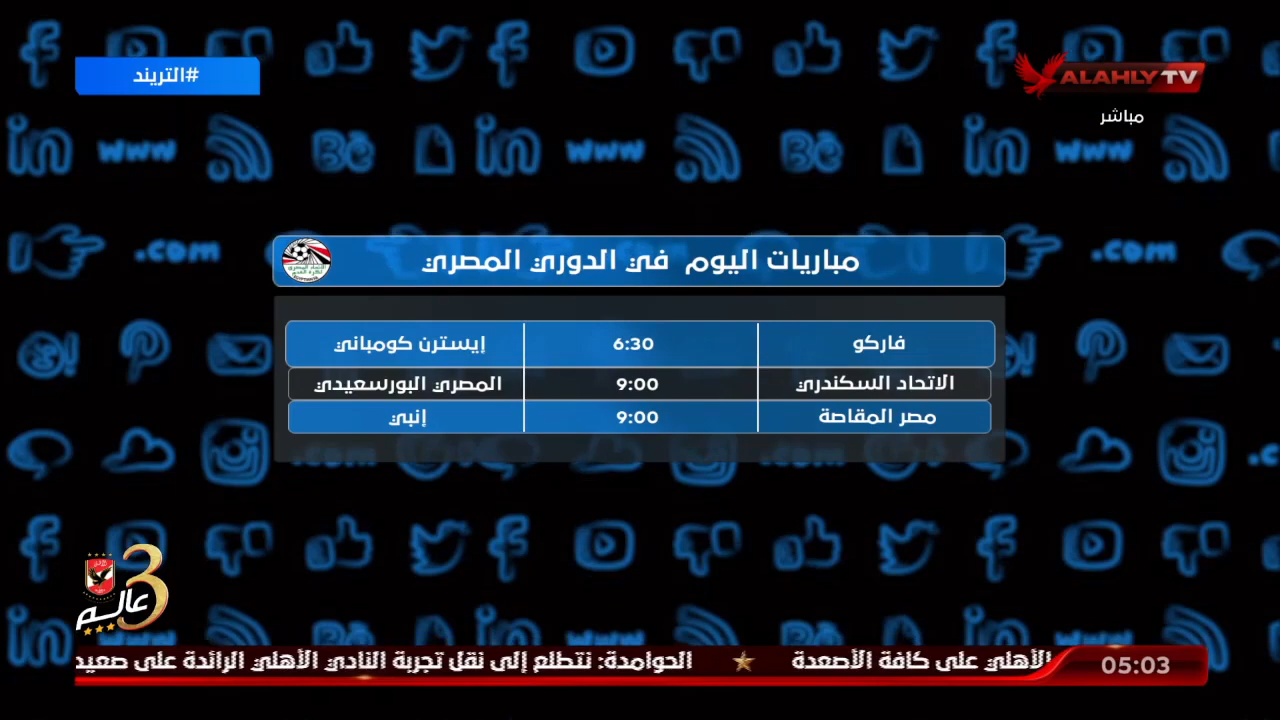 #التريند
ALAHLY TV
مباشر
مباريات اليوم في الدوري المصري
فاركو 6:30 إيسترن كومباني
الاتحاد السكندري 9:00 المصري البورسعيدي
مصر المقاصة 9:00 إنبي
3
عالم
05:03
الأهلي على كافة الأصعدة ★ الحوامدة: نتطلع إلى نقل تجربة النادي الأهلي الرائدة على صعيد